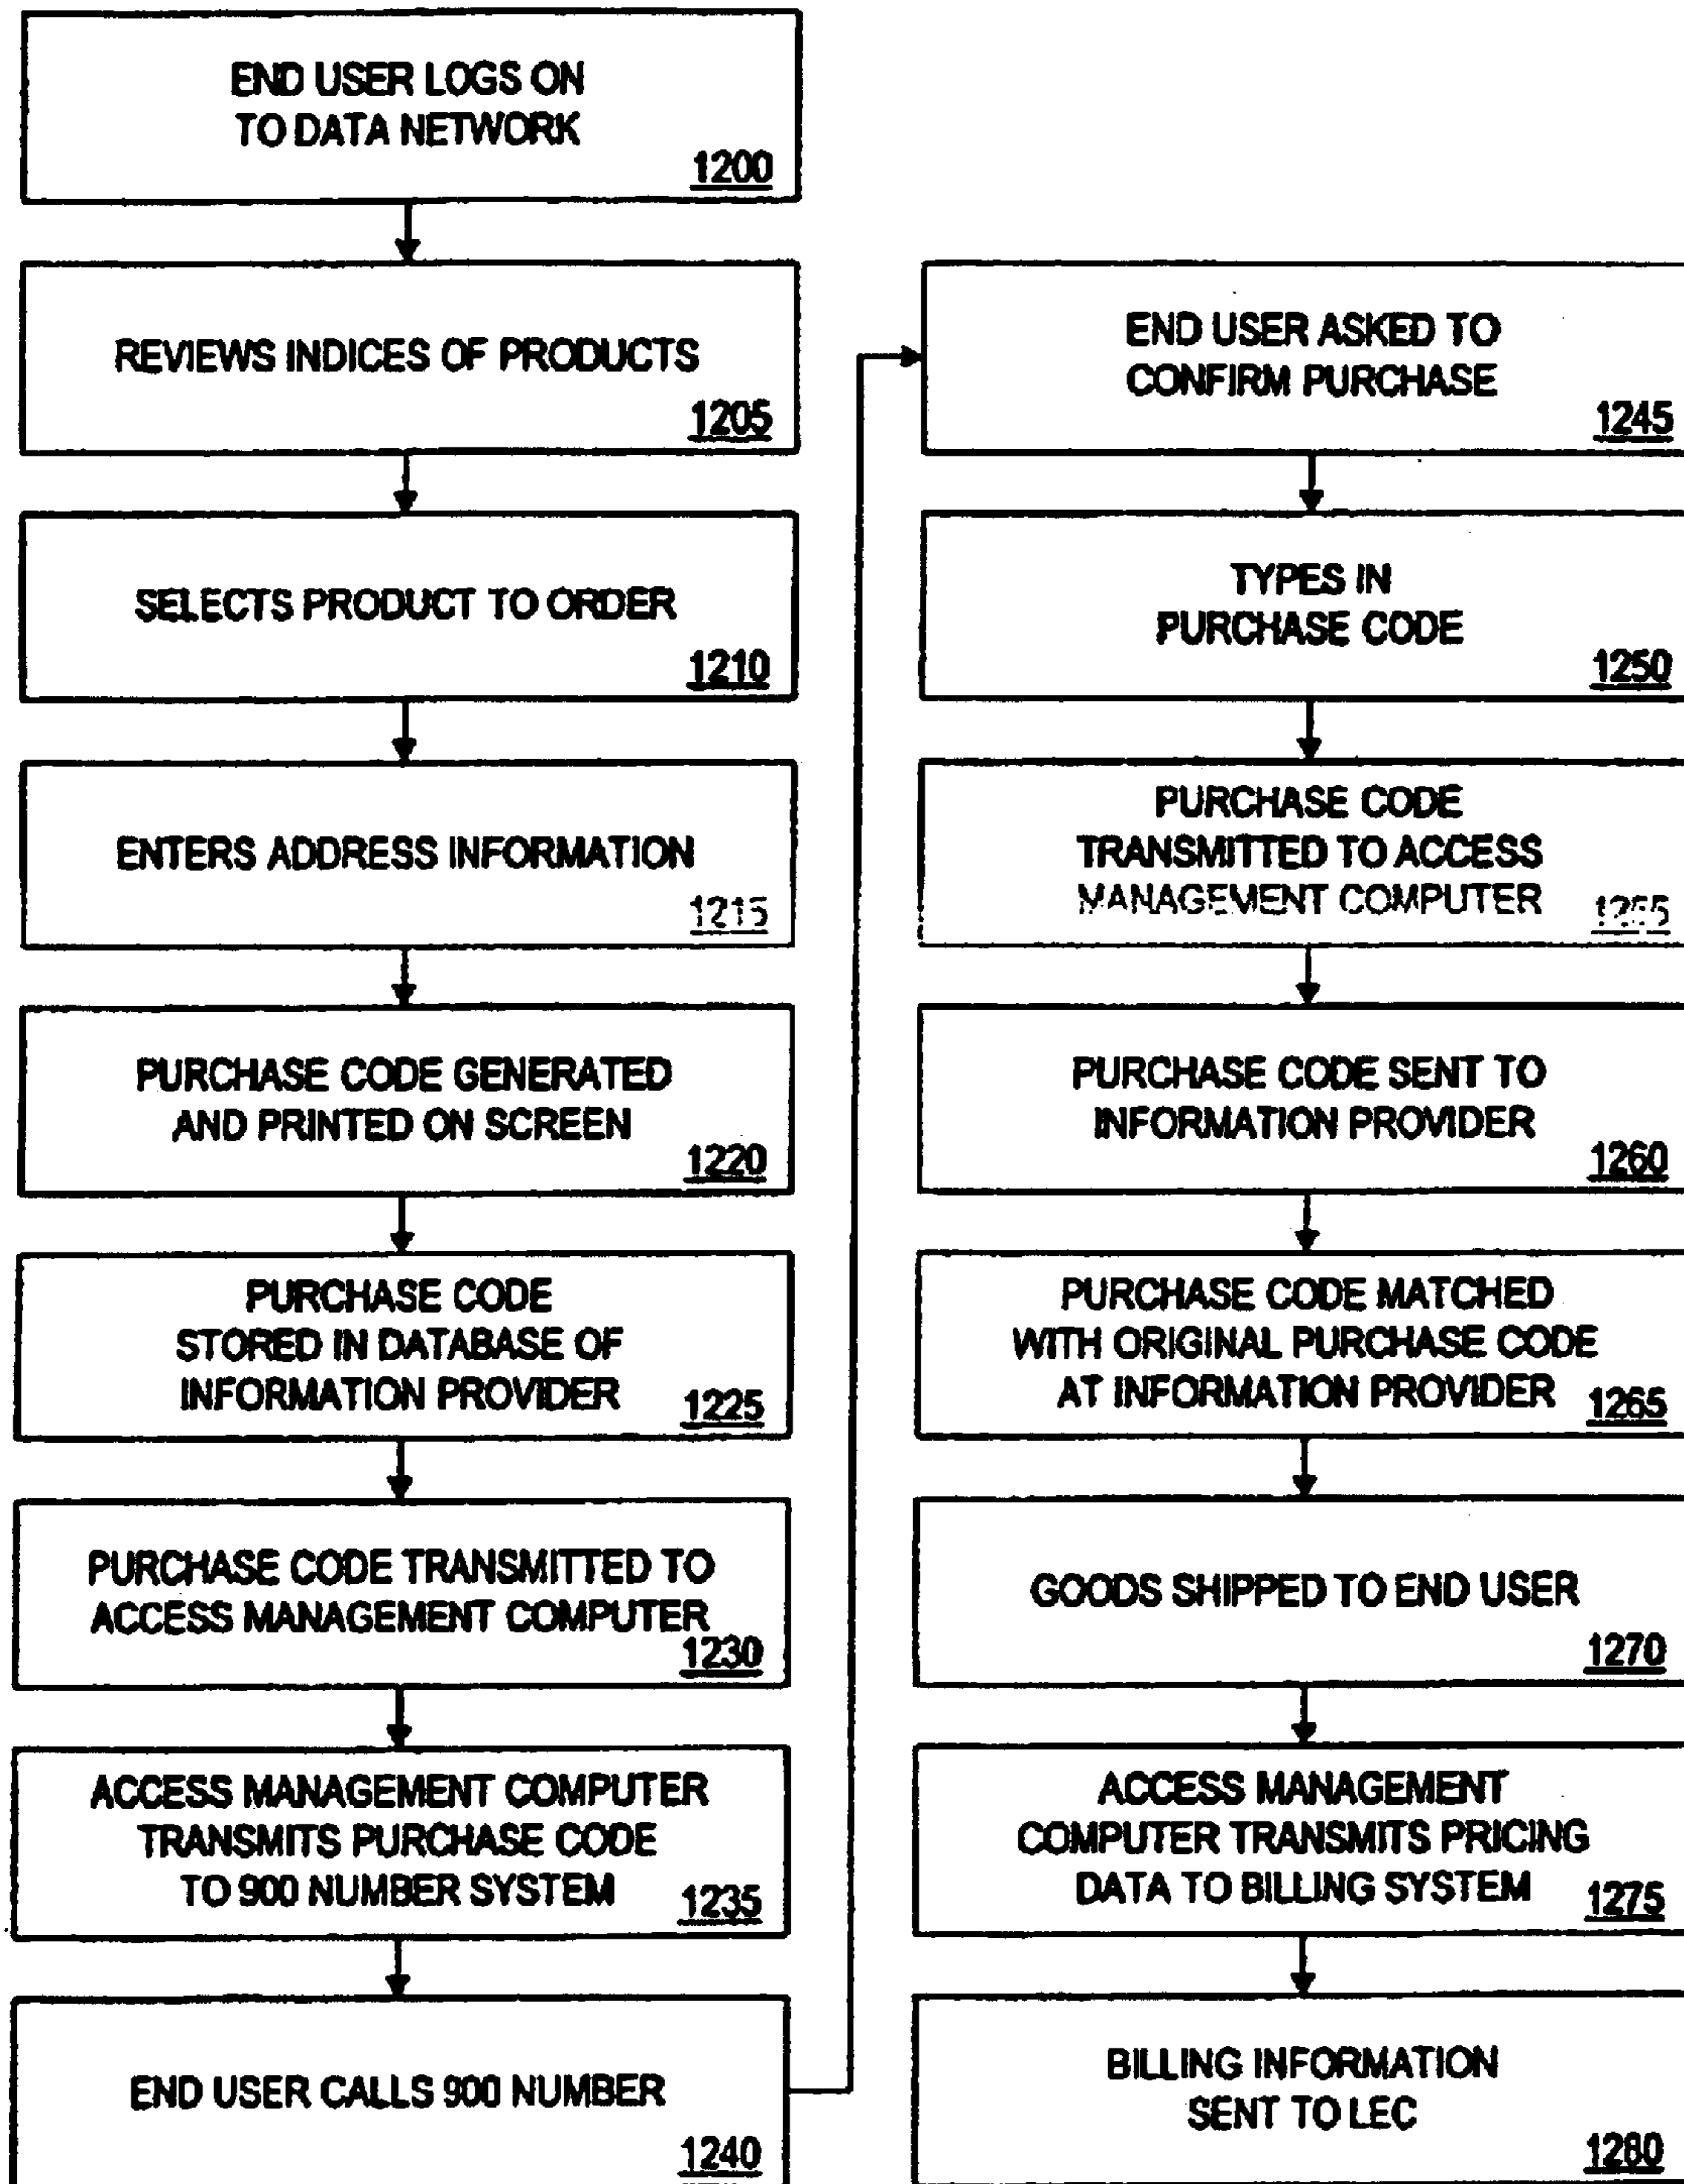 END USER LOGS ON
TO DATA NETWORK
1200
REVIEWS INDICES OF PRODUCTS
1205
SELECTS PRODUCT TO ORDER
1210
ENTERS ADDRESS INFORMATION
1215
PURCHASE CODE GENERATED
AND PRINTED ON SCREEN
1220
PURCHASE CODE
STORED IN DATABASE OF
INFORMATION PROVIDER
1225
PURCHASE CODE TRANSMITTED TO
ACCESS MANAGEMENT COMPUTER
1230
ACCESS MANAGEMENT COMPUTER
TRANSMITS PURCHASE CODE
TO 900 NUMBER SYSTEM
1235
END USER CALLS 900 NUMBER
1240
END USER ASKED TO
CONFIRM PURCHASE
1245
TYPES IN
PURCHASE CODE
1250
PURCHASE CODE
TRANSMITTED TO ACCESS
MANAGEMENT COMPUTER
1255
PURCHASE CODE SENT TO
INFORMATION PROVIDER
1260
PURCHASE CODE MATCHED
WITH ORIGINAL PURCHASE CODE
AT INFORMATION PROVIDER
1265
GOODS SHIPPED TO END USER
1270
ACCESS MANAGEMENT
COMPUTER TRANSMITS PRICING
DATA TO BILLING SYSTEM
1275
BILLING INFORMATION
SENT TO LEC
1280